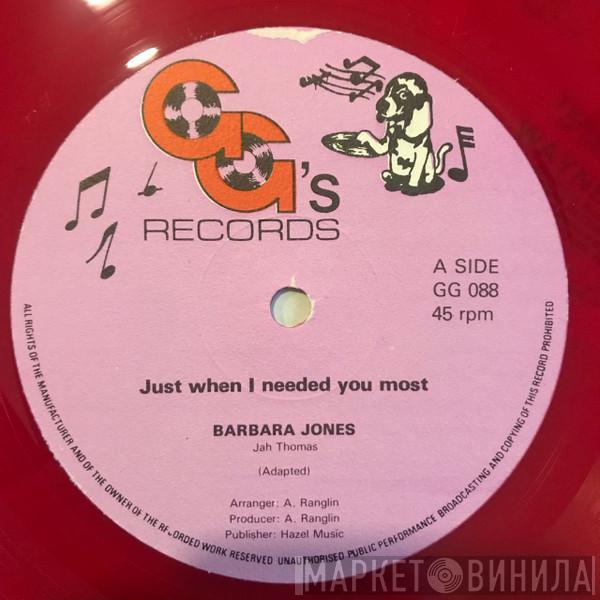 GG's
RECORDS
A SIDE
GG 088
45 rpm
Just when I needed you most
BARBARA JONES
Jah Thomas
(Adapted)
Arranger: A. Ranglin
Producer: A. Ranglin
Publisher: Hazel Music
ALL RIGHTS OF THE MANUFACTURER AND OF THE OWNER OF THE RECORDED WORK RESERVED UNAUTHORISED PUBLIC PERFORMANCE BROADCASTING AND COPYING OF THIS RECORD PROHIBITED
МАРКЕТ ВИНИЛА